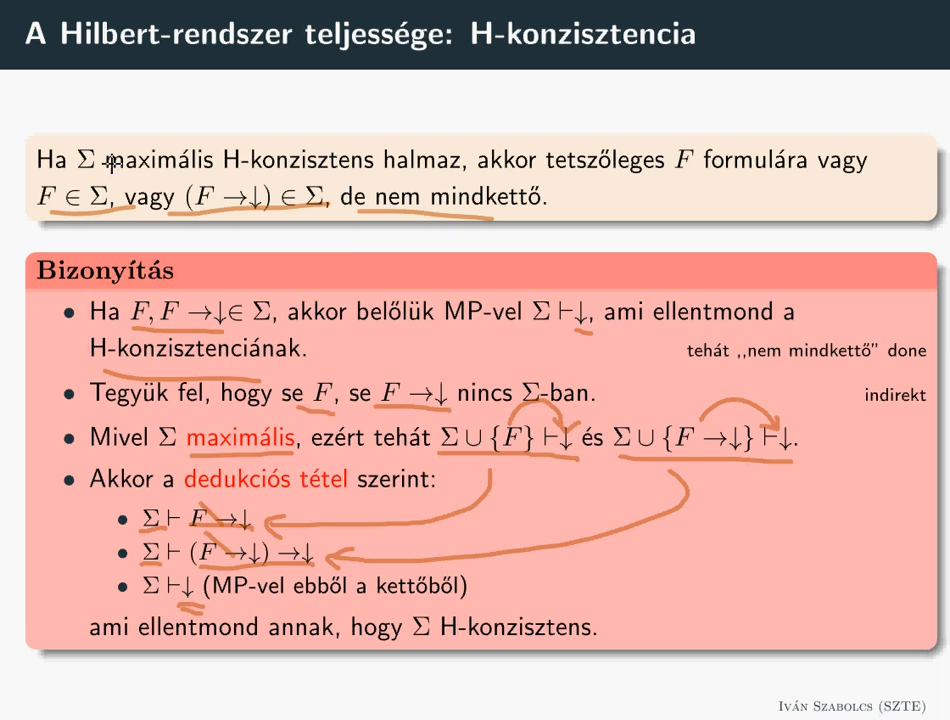 A Hilbert-rendszer teljessége: H-konzisztencia
Ha Σ maximális H-konzisztens halmaz, akkor tetszőleges F formulára vagy
F ∈ Σ, vagy (F →↓) ∈ Σ, de nem mindkettő.
Bizonyítás
• Ha F, F →↓∈ Σ, akkor belőlük MP-vel Σ ⊢↓, ami ellentmond a
H-konzisztenciának. tehát ,,nem mindkettő” done
• Tegyük fel, hogy se F, se F →↓ nincs Σ-ban. indirekt
• Mivel Σ maximális, ezért tehát Σ ∪ {F} ⊢↓ és Σ ∪ {F →↓} ⊢↓.
• Akkor a dedukciós tétel szerint:
• Σ ⊢ F →↓
• Σ ⊢ (F →↓) →↓
• Σ ⊢↓ (MP-vel ebből a kettőből)
ami ellentmond annak, hogy Σ H-konzisztens.
Iván Szabolcs (SZTE)